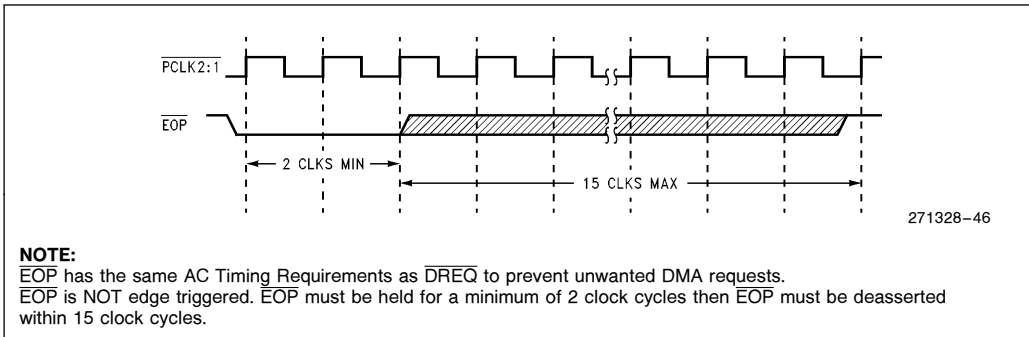 PCLK2:1
EOP
2 CLKS MIN
15 CLKS MAX
271328–46
NOTE:
EOP has the same AC Timing Requirements as DREQ to prevent unwanted DMA requests.
EOP is NOT edge triggered. EOP must be held for a minimum of 2 clock cycles then EOP must be deasserted
within 15 clock cycles.